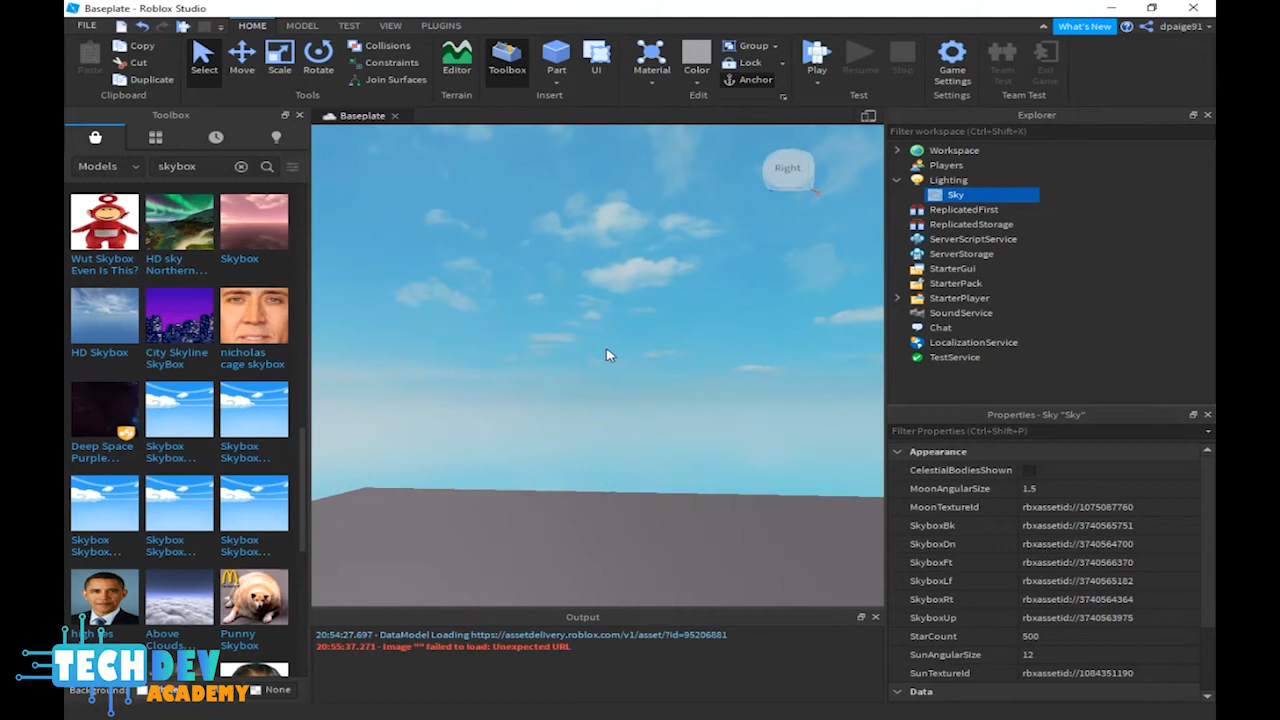 Baseplate - Roblox Studio
FILE
HOME
MODEL
TEST
VIEW
PLUGINS
What's New
dpaige91
Paste
Copy
Cut
Duplicate
Clipboard
Select
Move
Scale
Rotate
Collisions
Constraints
Join Surfaces
Tools
Editor
Terrain
Toolbox
Part
UI
Insert
Material
Color
Group
Lock
Anchor
Edit
Play
Resume
Stop
Test
Game
Settings
Settings
Team
Test
Exit
Game
Team Test
Toolbox
Models
skybox
Wut Skybox
Even Is This?
HD sky
Northern...
Skybox
HD Skybox
City Skyline
SkyBox
nicholas
cage skybox
Deep Space
Purple...
Skybox
Skybox...
Skybox
Skybox...
Skybox
Skybox...
Skybox
Skybox...
Skybox
Skybox...
high res
Above
Clouds...
Punny
Skybox
Background:
None
TECHDEV
ACADEMY
Baseplate
Right
Output
20:54:27.697 - DataModel Loading https://assetdelivery.roblox.com/v1/asset/?id=95206881
20:55:37.271 - Image "" failed to load: Unexpected URL
Explorer
Filter workspace (Ctrl+Shift+X)
Workspace
Players
Lighting
Sky
ReplicatedFirst
ReplicatedStorage
ServerScriptService
ServerStorage
StarterGui
StarterPack
StarterPlayer
SoundService
Chat
LocalizationService
TestService
Properties - Sky "Sky"
Filter Properties (Ctrl+Shift+P)
Appearance
CelestialBodiesShown
MoonAngularSize 1.5
MoonTextureId rbxassetid://1075087760
SkyboxBk rbxassetid://3740565751
SkyboxDn rbxassetid://3740564700
SkyboxFt rbxassetid://3740566370
SkyboxLf rbxassetid://3740565182
SkyboxRt rbxassetid://3740564364
SkyboxUp rbxassetid://3740563975
StarCount 500
SunAngularSize 12
SunTextureId rbxassetid://1084351190
Data